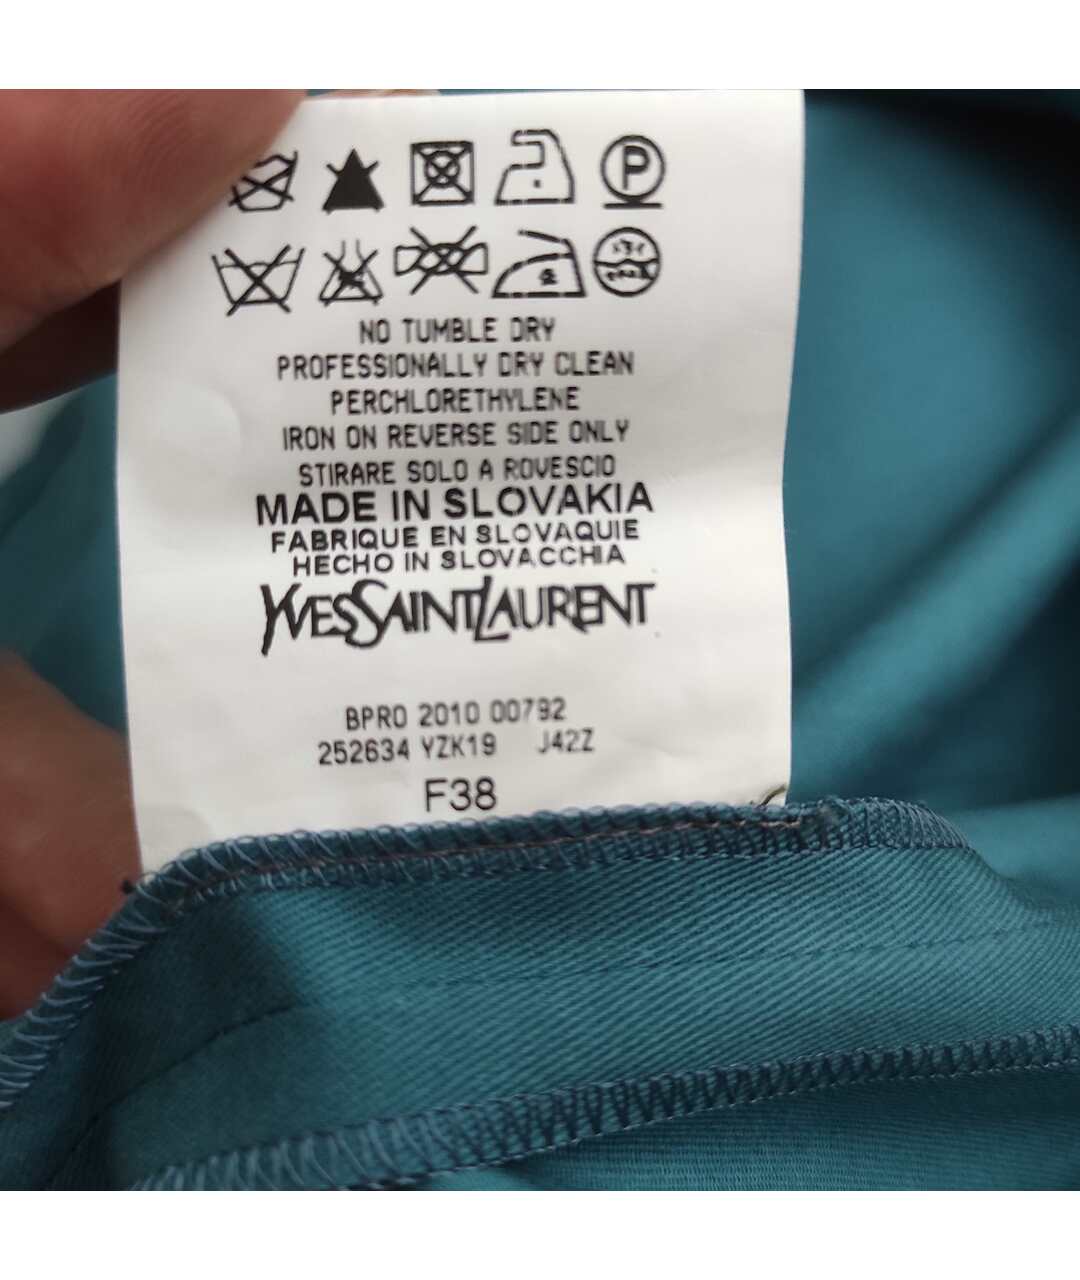 P
NO TUMBLE DRY
PROFESSIONALLY DRY CLEAN
PERCHLORETHYLENE
IRON ON REVERSE SIDE ONLY
STIRARE SOLO A ROVESCIO
MADE IN SLOVAKIA
FABRIQUE EN SLOVAQUIE
HECHO IN SLOVACCHIA
YVESSAINTLAURENT
BPRO 2010 00792
252634 YZK19 J42Z
F38